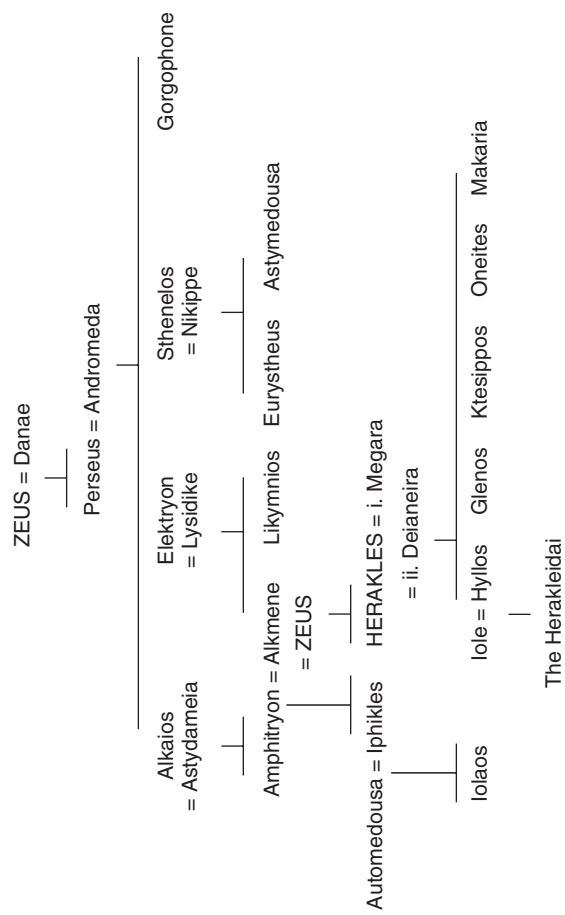 ZEUS = Danae
Perseus = Andromeda
Alkaios
= Astydameia
Elektryon
= Lysidike
Sthenelos
= Nikippe
Gorgophone
Amphitryon = Alkmene
= ZEUS
Likymnios
Eurystheus
Astymedousa
Automedousa = Iphikles
HERAKLES = i. Megara
= ii. Deianeira
Iolaos
Iole = Hyllos
Glenos
Ktesippos
Oneites
Makaria
The Herakleidai